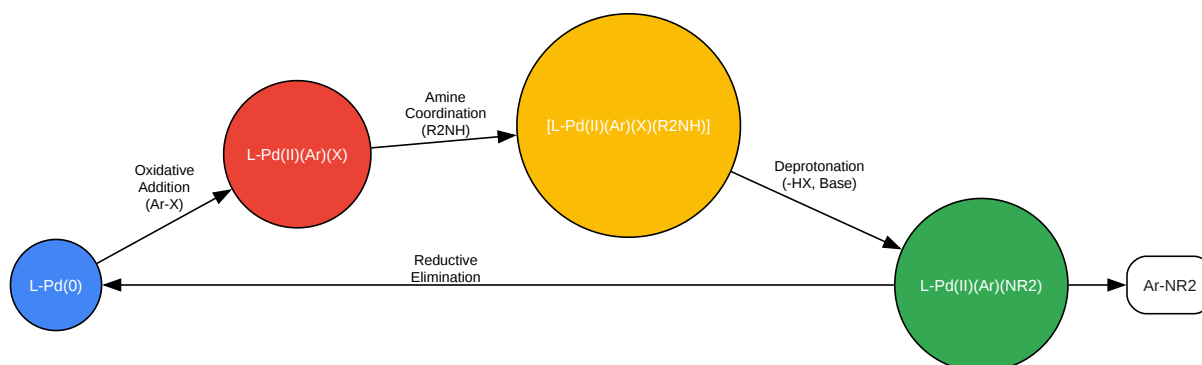 L-Pd(0)
Oxidative
Addition
(Ar-X)
L-Pd(II)(Ar)(X)
Amine
Coordination
(R2NH)
[L-Pd(II)(Ar)(X)(R2NH)]
Deprotonation
(-HX, Base)
L-Pd(II)(Ar)(NR2)
Reductive
Elimination
Ar-NR2